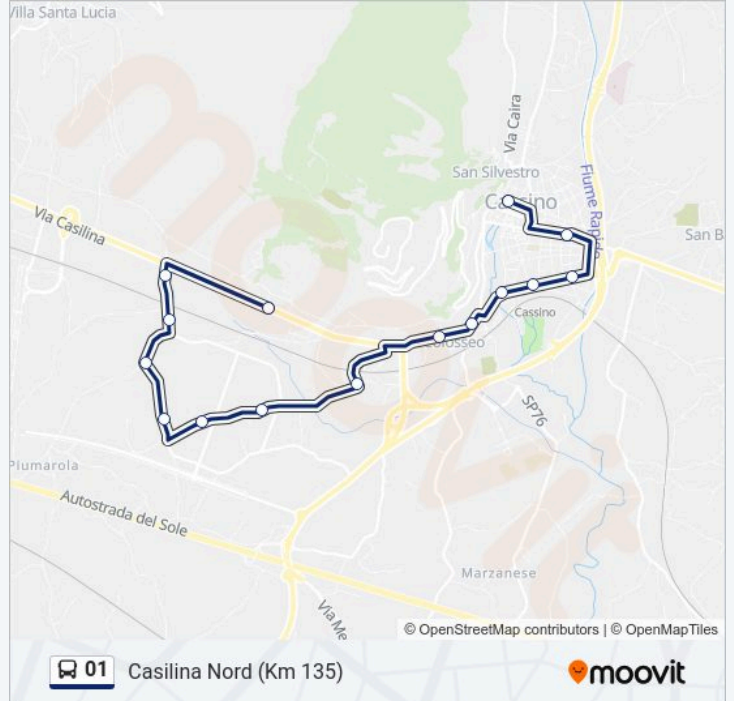 Villa Santa Lucia
Via Caira
San Silvestro
Cassino
Fiume Rapido
Via Casilina
San B
Cassino
Colosseo
SP76
Piumarola
Autostrada del Sole
Marzanese
Via Me
© OpenStreetMap contributors | © OpenMapTiles
01 Casilina Nord (Km 135)
moovit